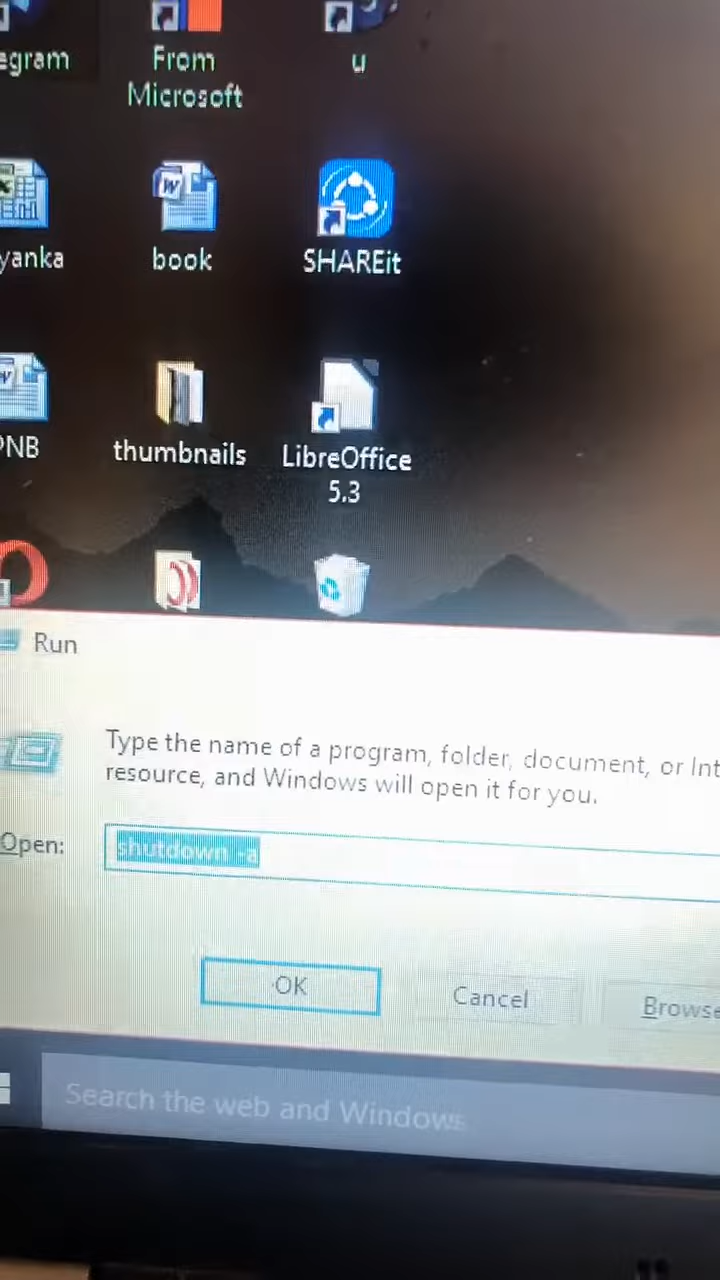 egram
From
Microsoft
u
yanka
book
SHAREit
PNB
thumbnails
LibreOffice
5.3
Run
Type the name of a program, folder, document, or Int
resource, and Windows will open it for you.
Open:
shutdown -a
OK
Cancel
Browse
Search the web and Windows